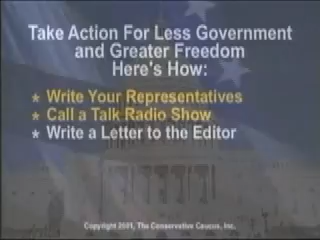 Take Action For Less Government
and Greater Freedom
Here's How:
* Write Your Representatives
* Call a Talk Radio Show
* Write a Letter to the Editor
Copyright 2001, The Conservative Caucus, Inc.